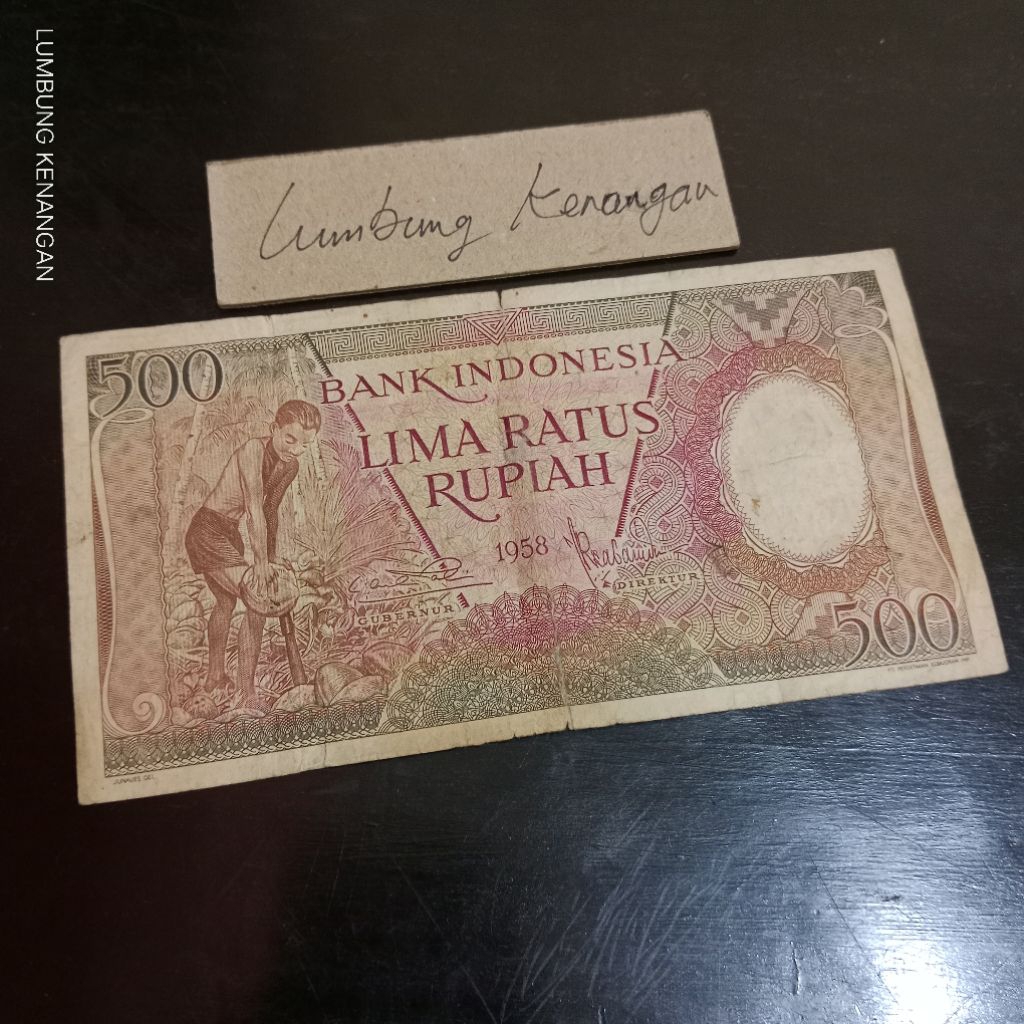 LUMBUNG KENANGAN
Lumbung Kenangan
500
BANK INDONESIA
LIMA RATUS
RUPIAH
1958
GUBERNUR
DIREKTUR
500